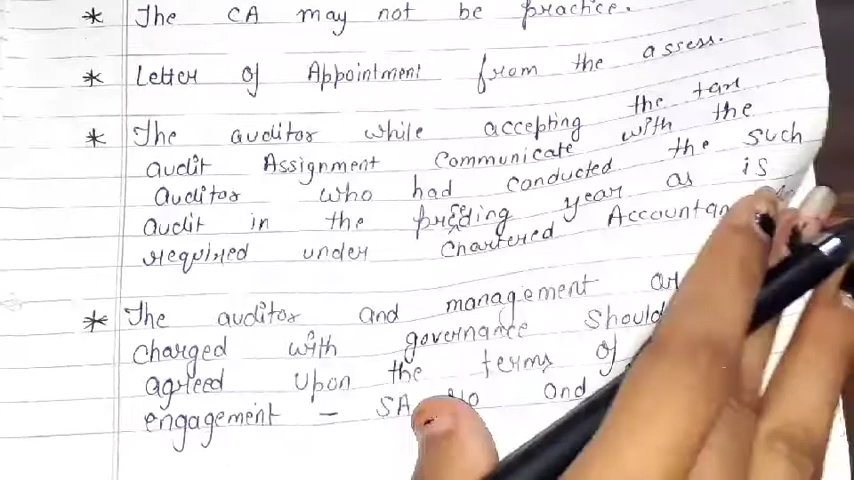 * The CA may not be practice.
* Letter of Appointment from the assess.
* The auditor while accepting the tax
audit Assignment communicate with the
Auditor who had conducted the such
audit in the preceding year as is
required under Chartered Accountan
* The auditor and management or
charged with governance should
agreed upon the terms of
engagement - SA and